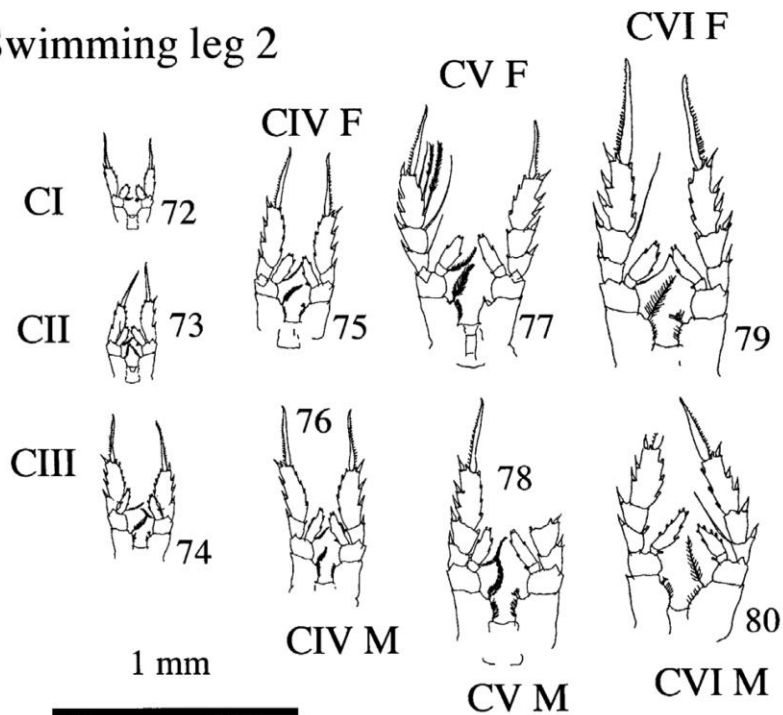 Swimming leg 2
CI
72
CII
73
CIII
74
CIV F
75
76
CIV M
CV F
77
78
CV M
CVI F
79
80
CVI M
1 mm